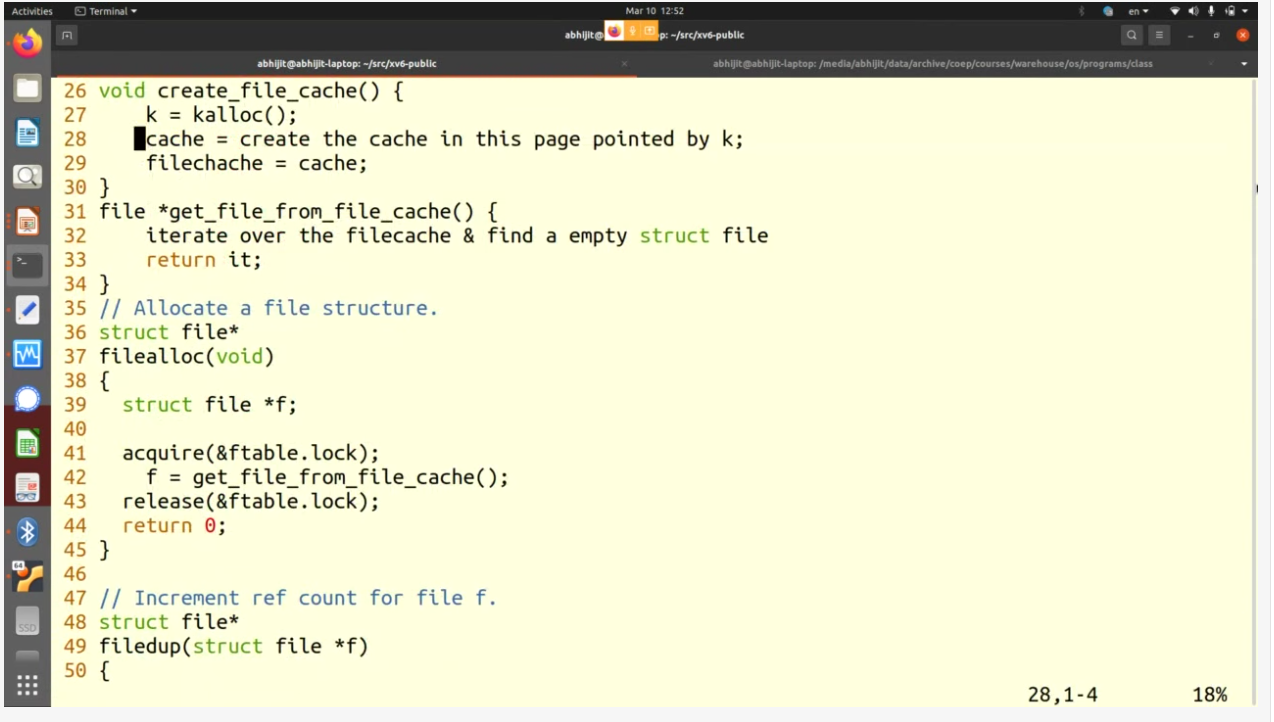 Activities Terminal Mar 10 12:52 en
abhijit@ p: ~/src/xv6-public
abhijit@abhijit-laptop: ~/src/xv6-public × abhijit@abhijit-laptop: /media/abhijit/data/archive/coep/courses/warehouse/os/programs/class ×
26 void create_file_cache() {
27 k = kalloc();
28 cache = create the cache in this page pointed by k;
29 filechache = cache;
30 }
31 file *get_file_from_file_cache() {
32 iterate over the filecache & find a empty struct file
33 return it;
34 }
35 // Allocate a file structure.
36 struct file*
37 filealloc(void)
38 {
39 struct file *f;
40
41 acquire(&ftable.lock);
42 f = get_file_from_file_cache();
43 release(&ftable.lock);
44 return 0;
45 }
46
47 // Increment ref count for file f.
48 struct file*
49 filedup(struct file *f)
50 {
28,1-4 18%
64
SSD